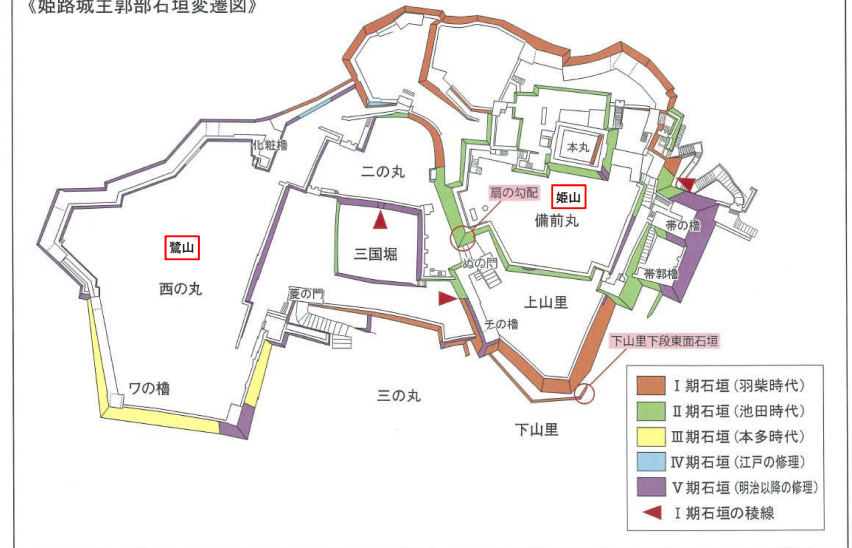 《姫路城主郭部石垣変遷図》
本丸
化粧櫓
二の丸
扇の勾配
姫山
備前丸
帯の櫓
鷺山
三国堀
ぬの門
帯郭櫓
西の丸
菱の門
上山里
チの櫓
下山里下段東面石垣
ワの櫓
三の丸
下山里
Ⅰ期石垣(羽柴時代)
Ⅱ期石垣(池田時代)
Ⅲ期石垣(本多時代)
Ⅳ期石垣(江戸の修理)
Ⅴ期石垣(明治以降の修理)
Ⅰ期石垣の稜線